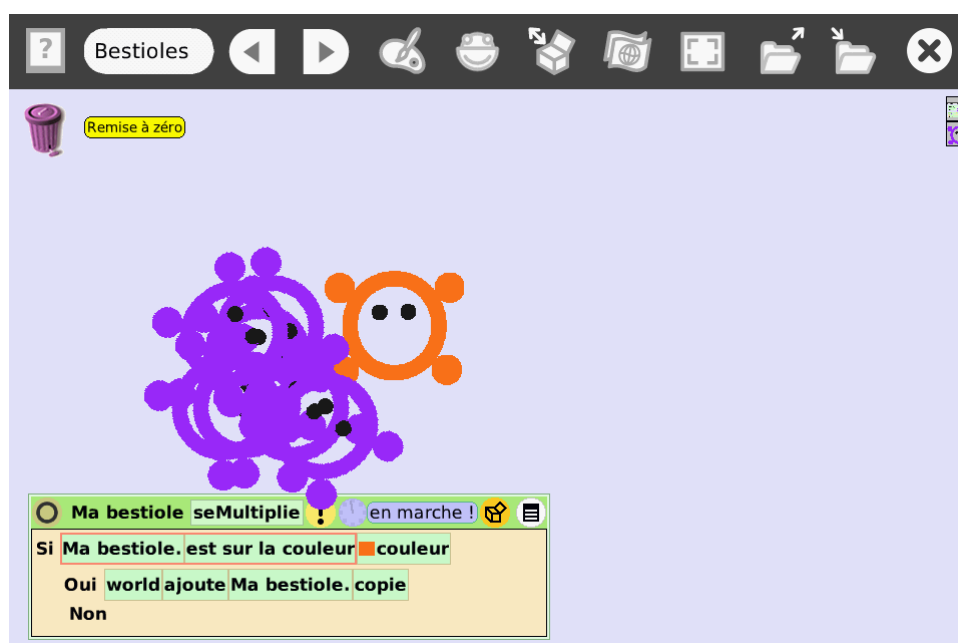 ? Bestioles
Remise à zéro
Ma bestiole seMultiplie ! en marche !
Si Ma bestiole. est sur la couleur couleur
Oui world ajoute Ma bestiole. copie
Non